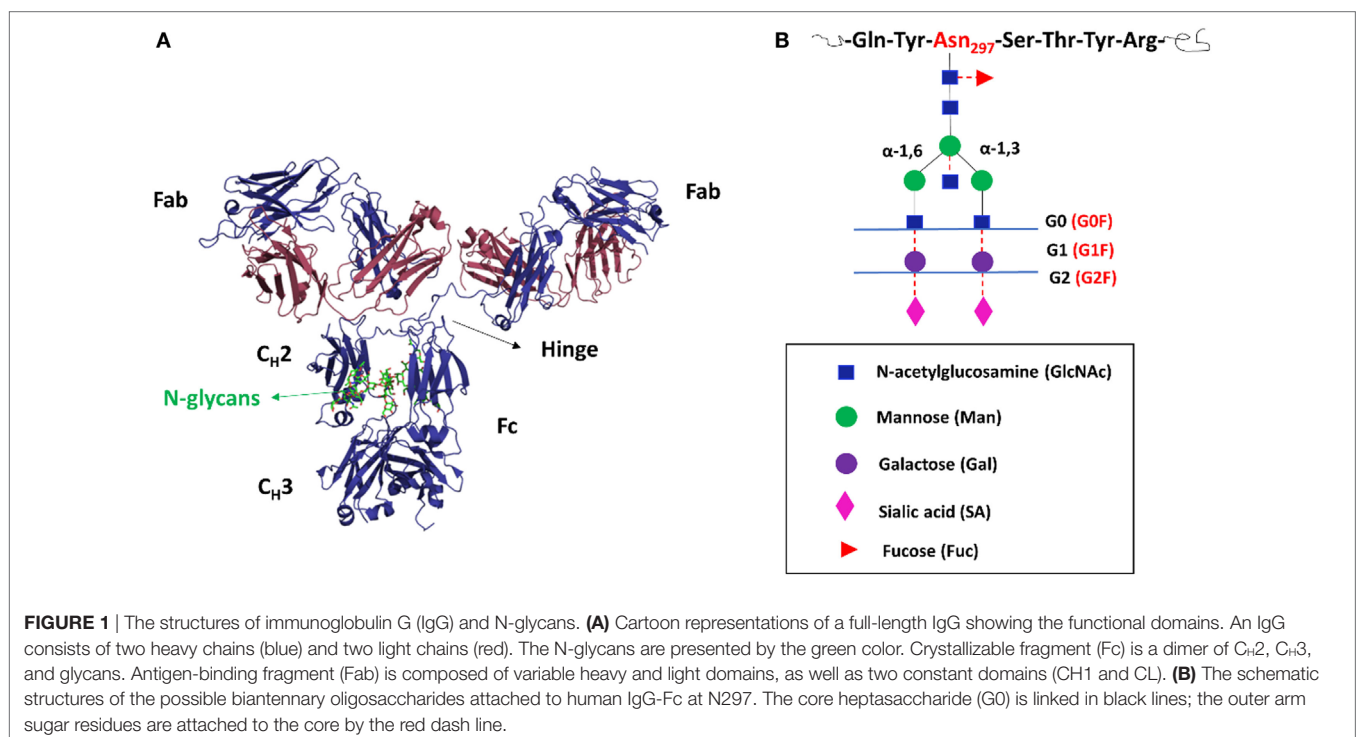 A
B
-Gln-Tyr-Asn297-Ser-Thr-Tyr-Arg-
α-1,6
α-1,3
Fab
Fab
G0 (G0F)
G1 (G1F)
G2 (G2F)
Hinge
CH2
N-glycans
Fc
CH3
N-acetylglucosamine (GlcNAc)
Mannose (Man)
Galactose (Gal)
Sialic acid (SA)
Fucose (Fuc)
FIGURE 1 | The structures of immunoglobulin G (IgG) and N-glycans. (A) Cartoon representations of a full-length IgG showing the functional domains. An IgG
consists of two heavy chains (blue) and two light chains (red). The N-glycans are presented by the green color. Crystallizable fragment (Fc) is a dimer of CH2, CH3,
and glycans. Antigen-binding fragment (Fab) is composed of variable heavy and light domains, as well as two constant domains (CH1 and CL). (B) The schematic
structures of the possible biantennary oligosaccharides attached to human IgG-Fc at N297. The core heptasaccharide (G0) is linked in black lines; the outer arm
sugar residues are attached to the core by the red dash line.